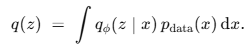 q(z) = ∫ q_ϕ(z | x) p_data(x) dx.